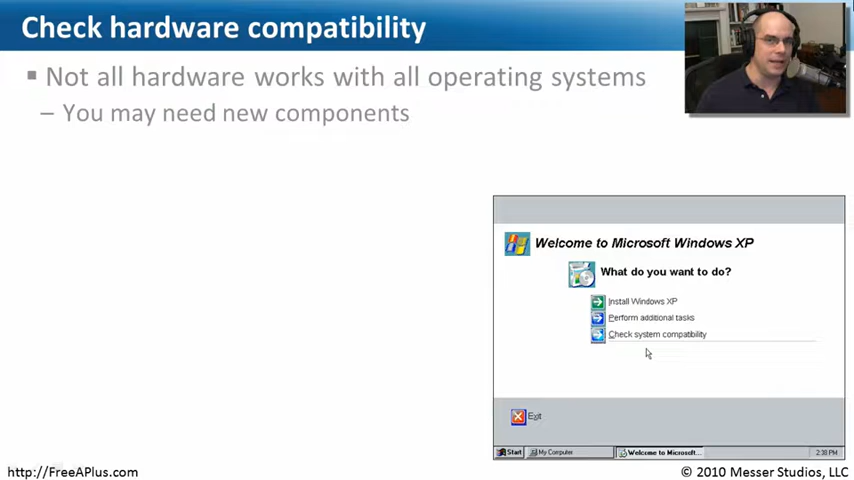 Check hardware compatibility
▪ Not all hardware works with all operating systems
– You may need new components
Welcome to Microsoft Windows XP
What do you want to do?
Install Windows XP
Perform additional tasks
Check system compatibility
Exit
Start My Computer Welcome to Microsoft... 2:38 PM
http://FreeAPlus.com
© 2010 Messer Studios, LLC